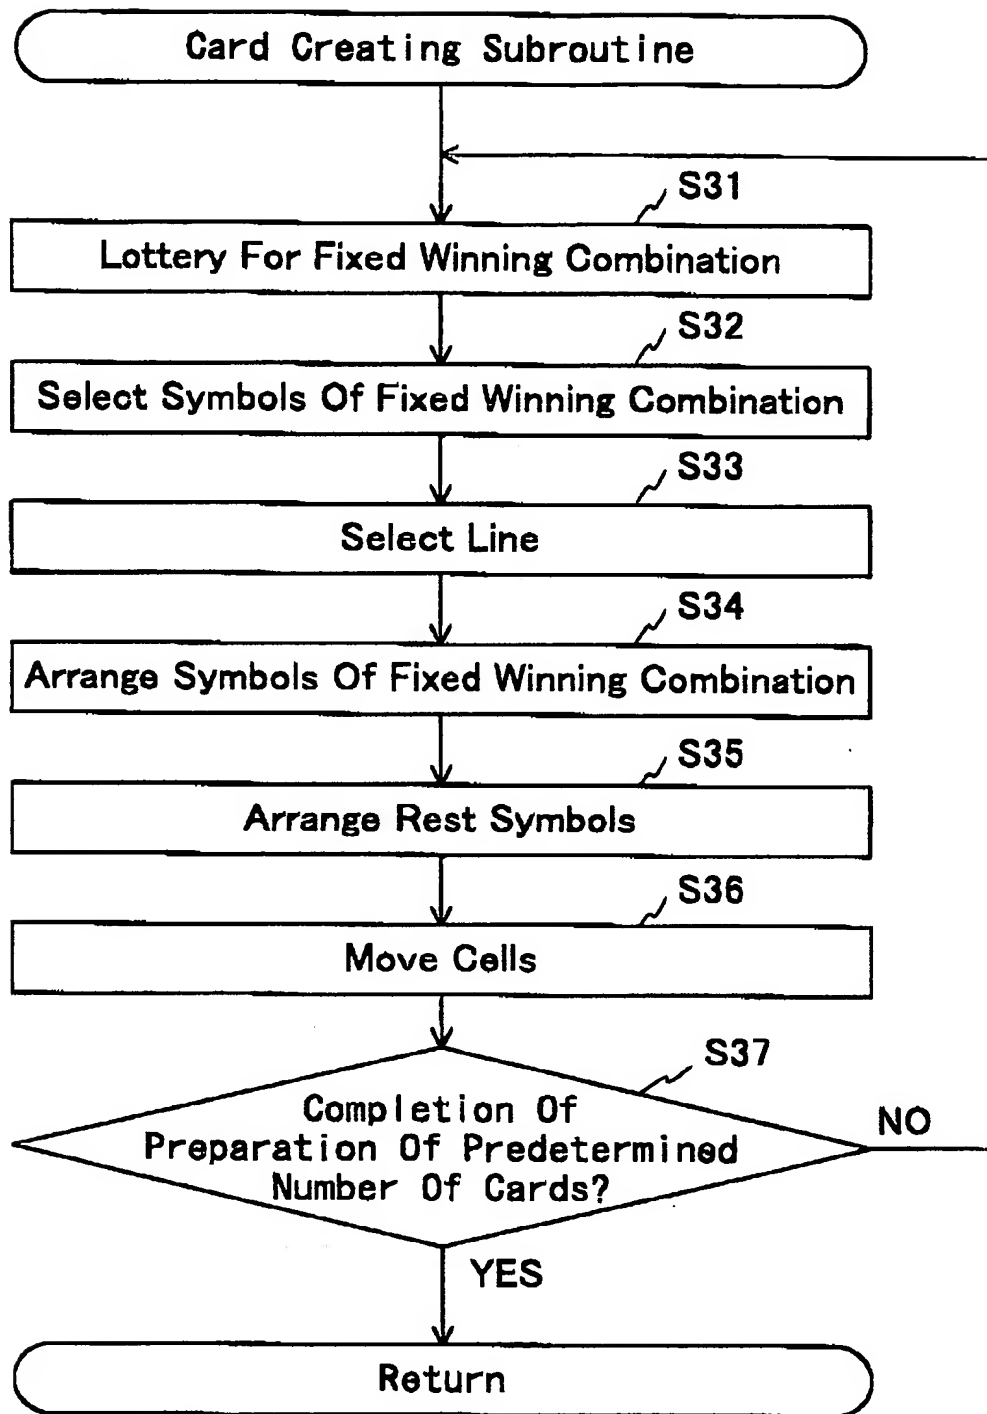 Card Creating Subroutine
S31
Lottery For Fixed Winning Combination
S32
Select Symbols Of Fixed Winning Combination
S33
Select Line
S34
Arrange Symbols Of Fixed Winning Combination
S35
Arrange Rest Symbols
S36
Move Cells
S37
Completion Of
Preparation Of Predetermined
Number Of Cards?
NO
YES
Return